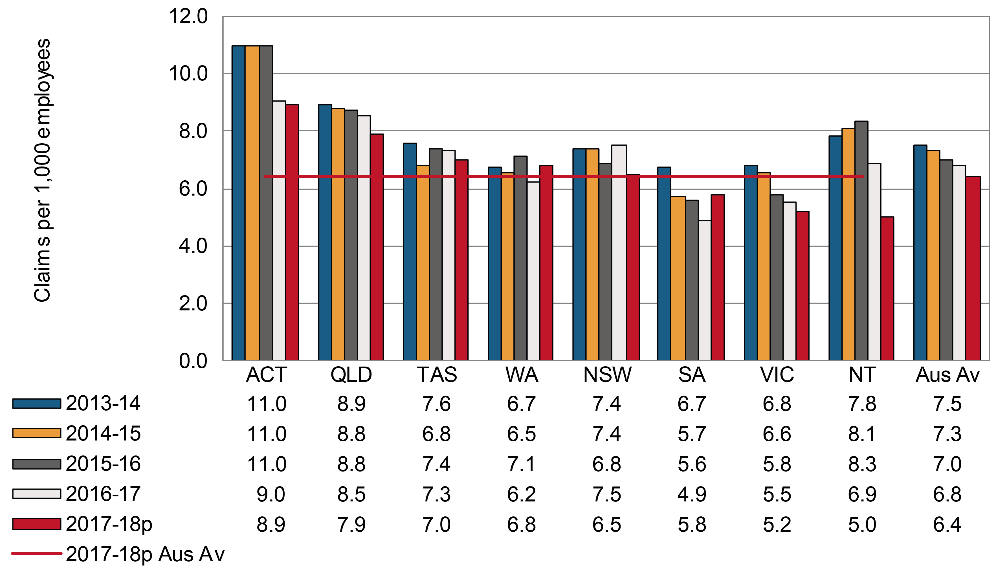 12.0
10.0
8.0
6.0
4.0
2.0
0.0
Claims per 1,000 employees
ACT QLD TAS WA NSW SA VIC NT Aus Av
2013-14 11.0 8.9 7.6 6.7 7.4 6.7 6.8 7.8 7.5
2014-15 11.0 8.8 6.8 6.5 7.4 5.7 6.6 8.1 7.3
2015-16 11.0 8.8 7.4 7.1 6.8 5.6 5.8 8.3 7.0
2016-17 9.0 8.5 7.3 6.2 7.5 4.9 5.5 6.9 6.8
2017-18p 8.9 7.9 7.0 6.8 6.5 5.8 5.2 5.0 6.4
2017-18p Aus Av